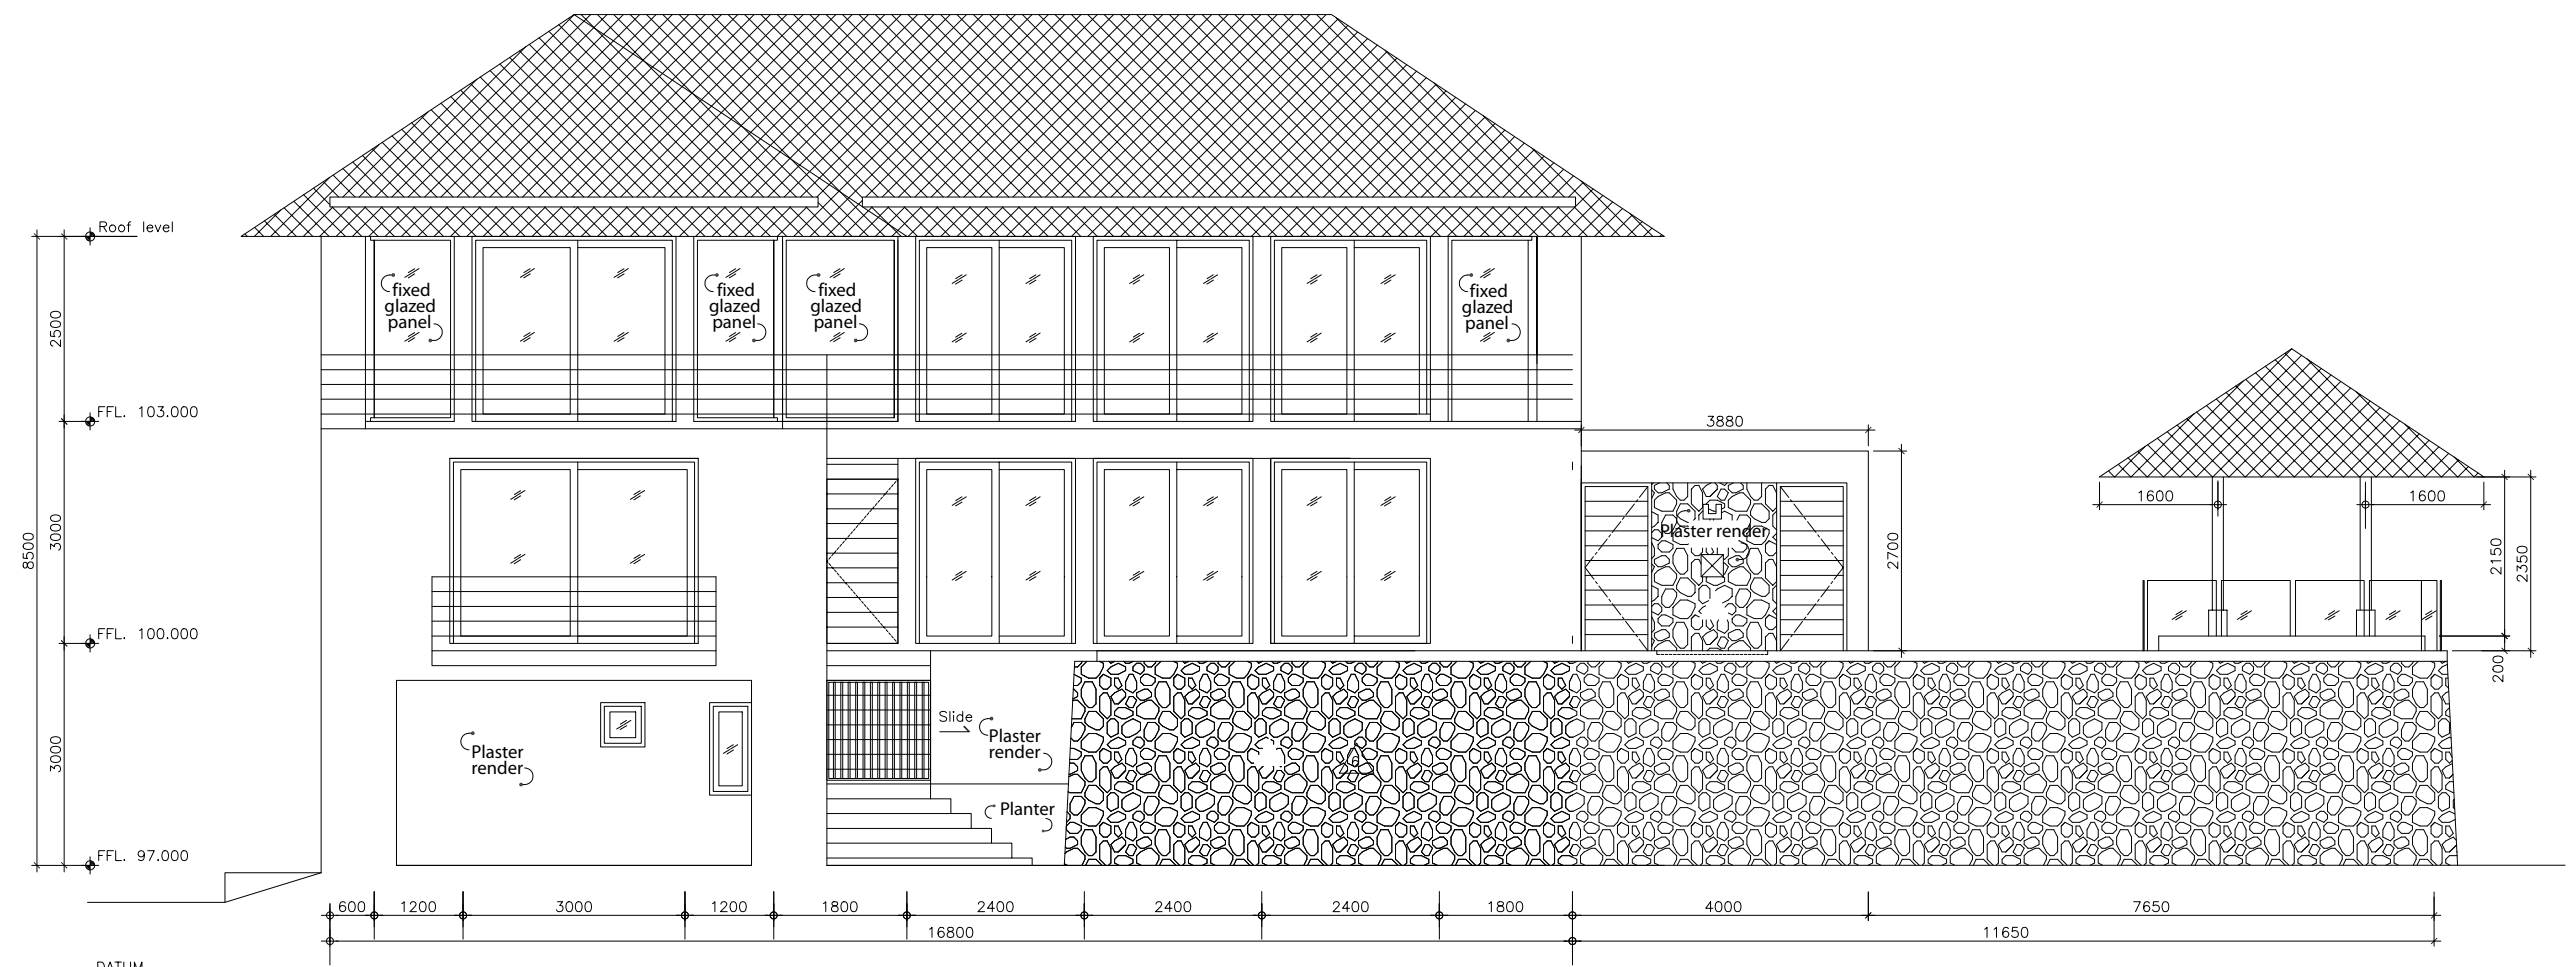 Roof level
fixed
glazed
panel
fixed
glazed
panel
fixed
glazed
panel
fixed
glazed
panel
2500
FFL. 103.000
3880
1600
1600
8500
3000
Plaster render
2700
2150
2350
FFL. 100.000
200
Slide
Plaster
render
Plaster
render
3000
6
Planter
FFL. 97.000
600
1200
3000
1200
1800
2400
2400
2400
1800
4000
7650
16800
11650
DATUM